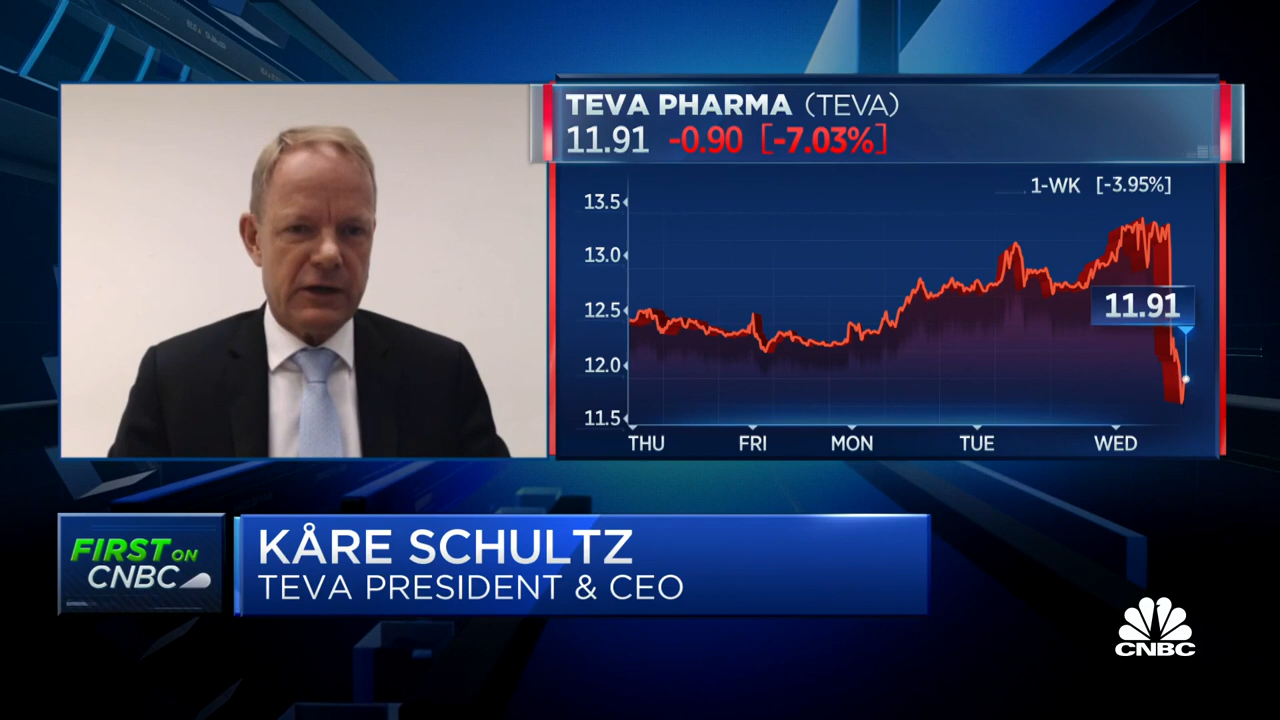 TEVA PHARMA (TEVA)
11.91 -0.90 [-7.03%]
1-WK [-3.95%]
13.5
13.0
12.5
12.0
11.5
11.91
THU FRI MON TUE WED
FIRST ON
CNBC
KÅRE SCHULTZ
TEVA PRESIDENT & CEO
CNBC